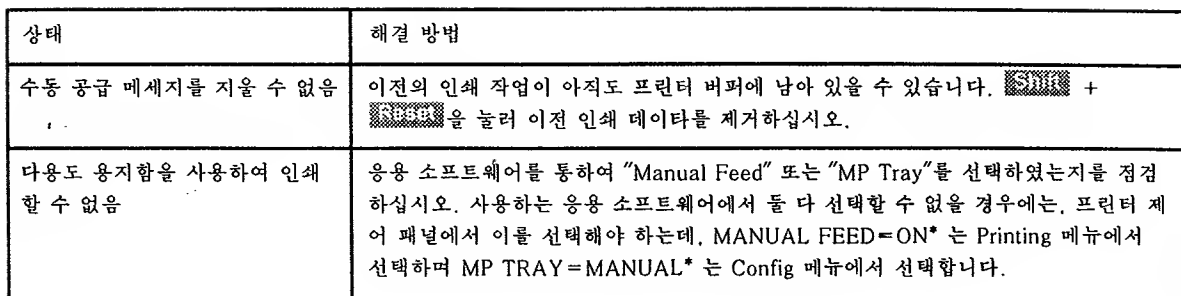 상태
해결 방법
수동 공급 메세지를 지울 수 없음
이전의 인쇄 작업이 아직도 프린터 버퍼에 남아 있을 수 있습니다. Shift +
Reset 을 눌러 이전 인쇄 데이타를 제거하십시오.
다용도 용지함을 사용하여 인쇄
할 수 없음
응용 소프트웨어를 통하여 "Manual Feed" 또는 "MP Tray"를 선택하였는지를 점검
하십시오. 사용하는 응용 소프트웨어에서 둘 다 선택할 수 없을 경우에는, 프린터 제
어 패널에서 이를 선택해야 하는데, MANUAL FEED=ON* 는 Printing 메뉴에서
선택하며 MP TRAY=MANUAL* 는 Config 메뉴에서 선택합니다.